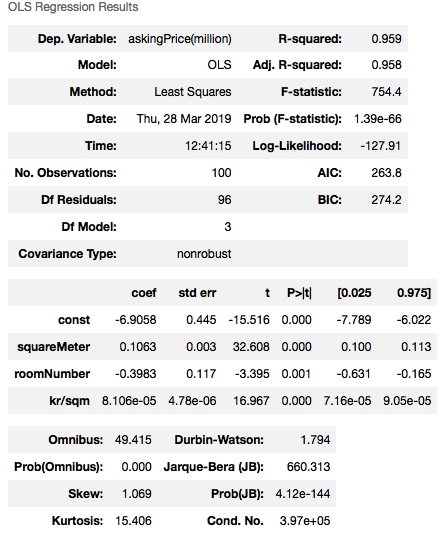 OLS Regression Results
Dep. Variable: askingPrice(million) R-squared: 0.959
Model: OLS Adj. R-squared: 0.958
Method: Least Squares F-statistic: 754.4
Date: Thu, 28 Mar 2019 Prob (F-statistic): 1.39e-66
Time: 12:41:15 Log-Likelihood: -127.91
No. Observations: 100 AIC: 263.8
Df Residuals: 96 BIC: 274.2
Df Model: 3
Covariance Type: nonrobust
coef std err t P>|t| [0.025 0.975]
const -6.9058 0.445 -15.516 0.000 -7.789 -6.022
squareMeter 0.1063 0.003 32.608 0.000 0.100 0.113
roomNumber -0.3983 0.117 -3.395 0.001 -0.631 -0.165
kr/sqm 8.106e-05 4.78e-06 16.967 0.000 7.16e-05 9.05e-05
Omnibus: 49.415 Durbin-Watson: 1.794
Prob(Omnibus): 0.000 Jarque-Bera (JB): 660.313
Skew: 1.069 Prob(JB): 4.12e-144
Kurtosis: 15.406 Cond. No. 3.97e+05